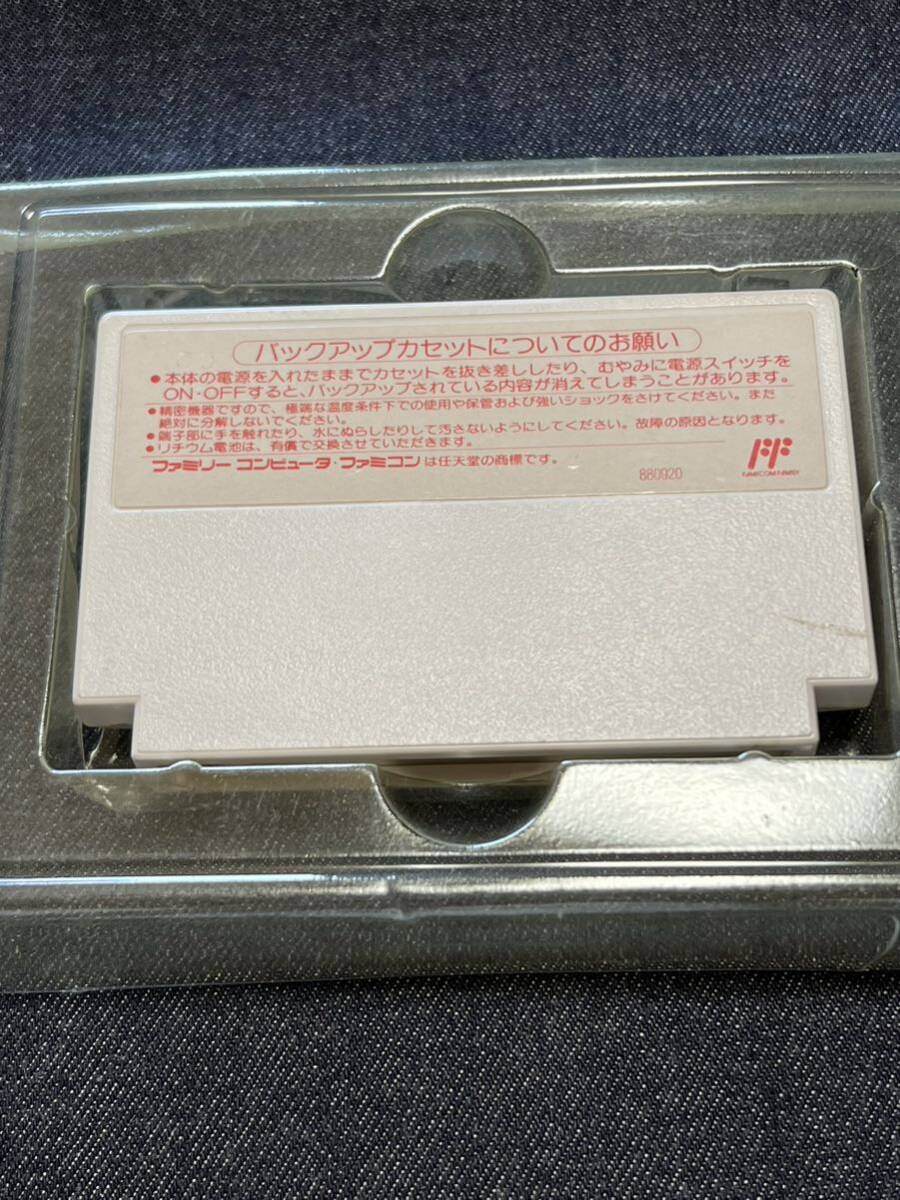 バックアップカセットについてのお願い
●本体の電源を入れたままでカセットを抜き差ししたり、むやみに電源スイッチを
ON・OFFすると、バックアップされている内容が消えてしまうことがあります。
●精密機器ですので、極端な温度条件下での使用や保管および強いショックをさけてください。また
絶対に分解しないでください。
●端子部に手を触れたり、水にぬらしたりして汚さないようにしてください。故障の原因となります。
●リチウム電池は、有償で交換させていただきます。
ファミリーコンピュータ・ファミコンは任天堂の商標です。
880920
FF
FAMICOM FAMILY